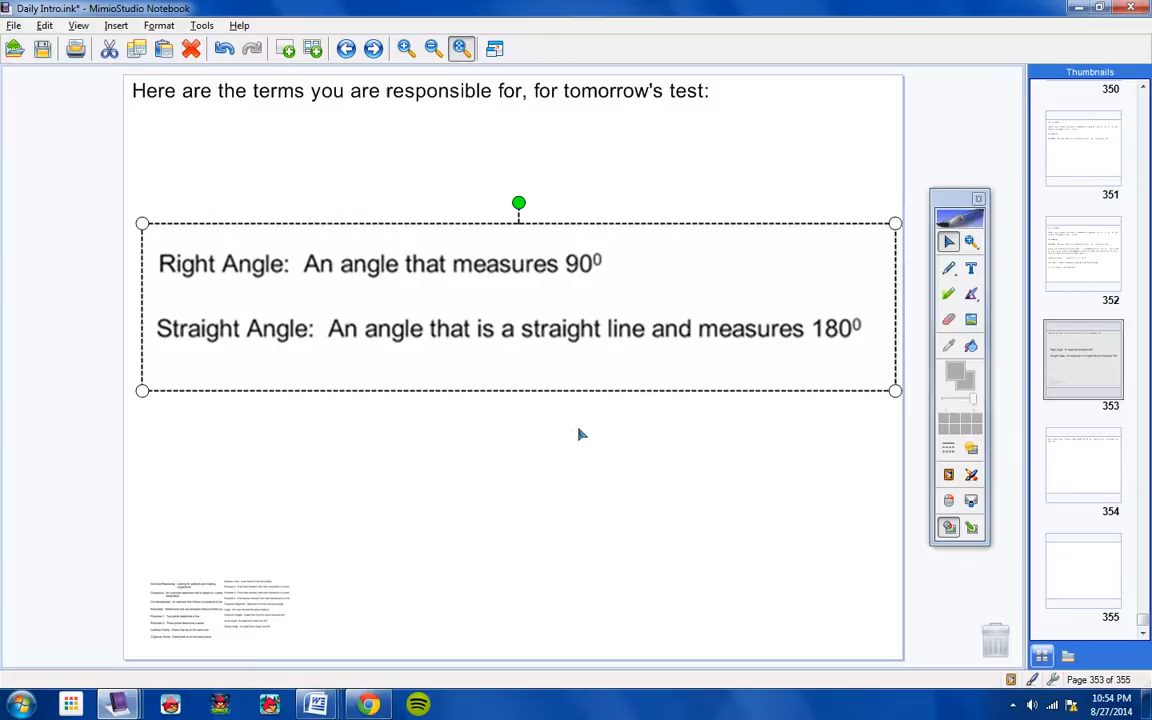 Daily Intro.ink* - MimioStudio Notebook
File Edit View Insert Format Tools Help
Thumbnails
Here are the terms you are responsible for, for tomorrow's test:
Right Angle: An angle that measures 90⁰
Straight Angle: An angle that is a straight line and measures 180⁰
350
351
352
353
354
355
Page 353 of 355
10:54 PM
8/27/2014